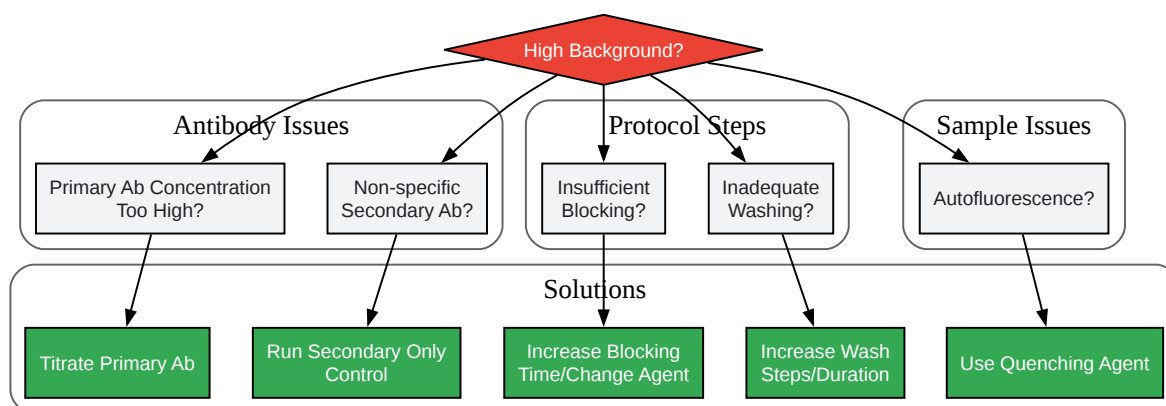 High Background?
Antibody Issues
Protocol Steps
Sample Issues
Primary Ab Concentration
Too High?
Non-specific
Secondary Ab?
Insufficient
Blocking?
Inadequate
Washing?
Autofluorescence?
Solutions
Titrate Primary Ab
Run Secondary Only
Control
Increase Blocking
Time/Change Agent
Increase Wash
Steps/Duration
Use Quenching Agent